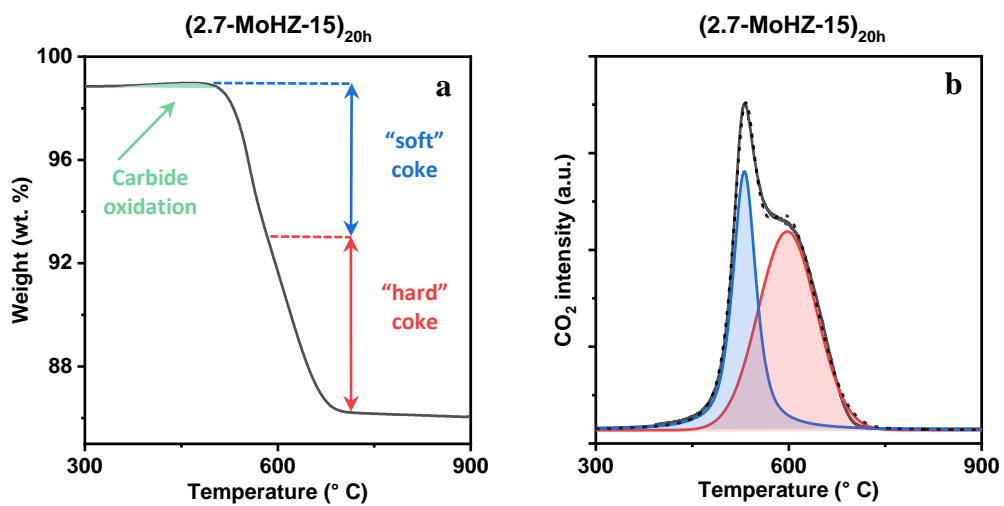 (2.7-MoHZ-15)20h
a
100
96
92
88
Weight (wt. %)
Carbide
oxidation
“soft”
coke
“hard”
coke
300
600
900
Temperature (° C)
(2.7-MoHZ-15)20h
b
CO2 intensity (a.u.)
300
600
900
Temperature (° C)